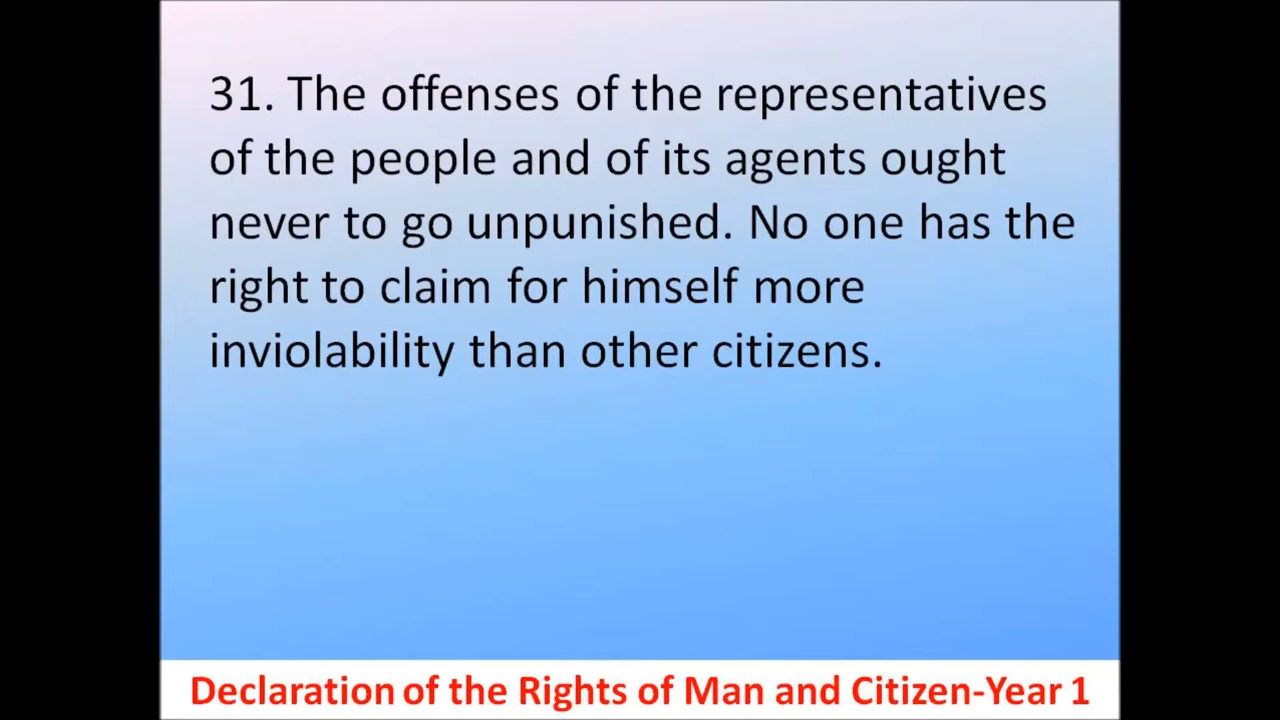 31. The offenses of the representatives
of the people and of its agents ought
never to go unpunished. No one has the
right to claim for himself more
inviolability than other citizens.
Declaration of the Rights of Man and Citizen-Year 1